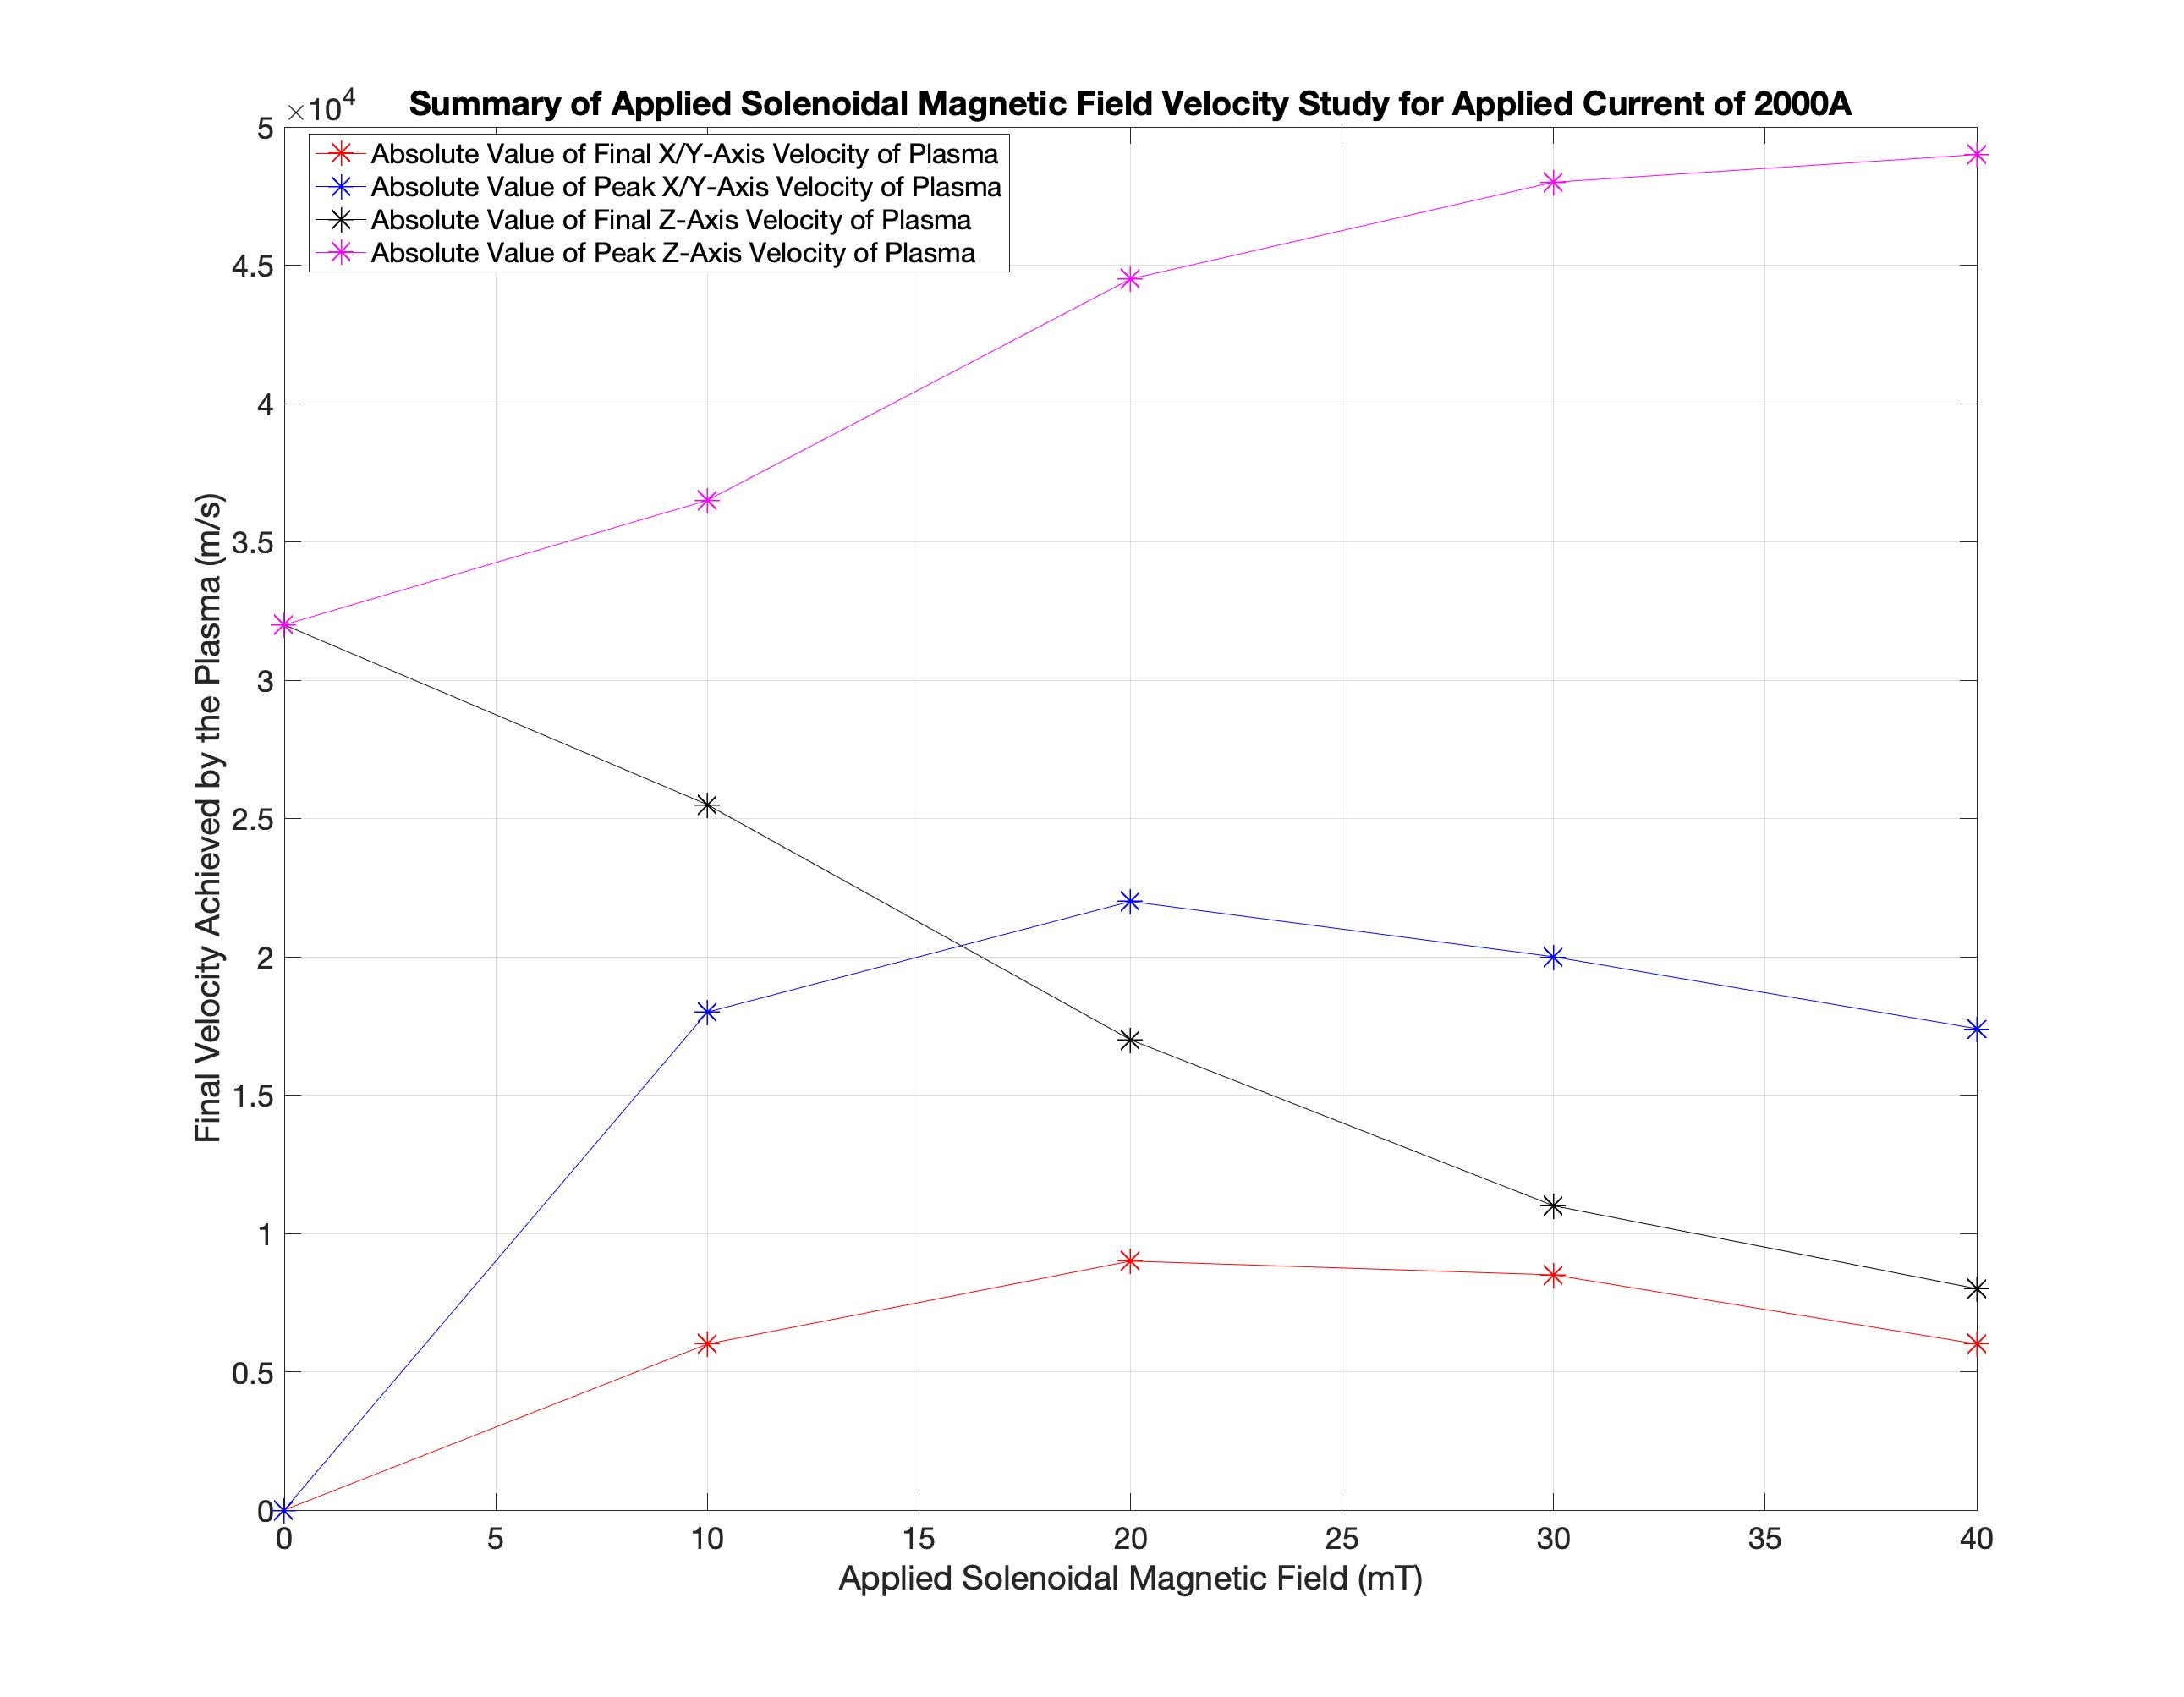 ×10⁴
Summary of Applied Solenoidal Magnetic Field Velocity Study for Applied Current of 2000A
Absolute Value of Final X/Y-Axis Velocity of Plasma
Absolute Value of Peak X/Y-Axis Velocity of Plasma
Absolute Value of Final Z-Axis Velocity of Plasma
Absolute Value of Peak Z-Axis Velocity of Plasma
5
4.5
4
3.5
3
2.5
2
1.5
1
0.5
0
Final Velocity Achieved by the Plasma (m/s)
0 5 10 15 20 25 30 35 40
Applied Solenoidal Magnetic Field (mT)